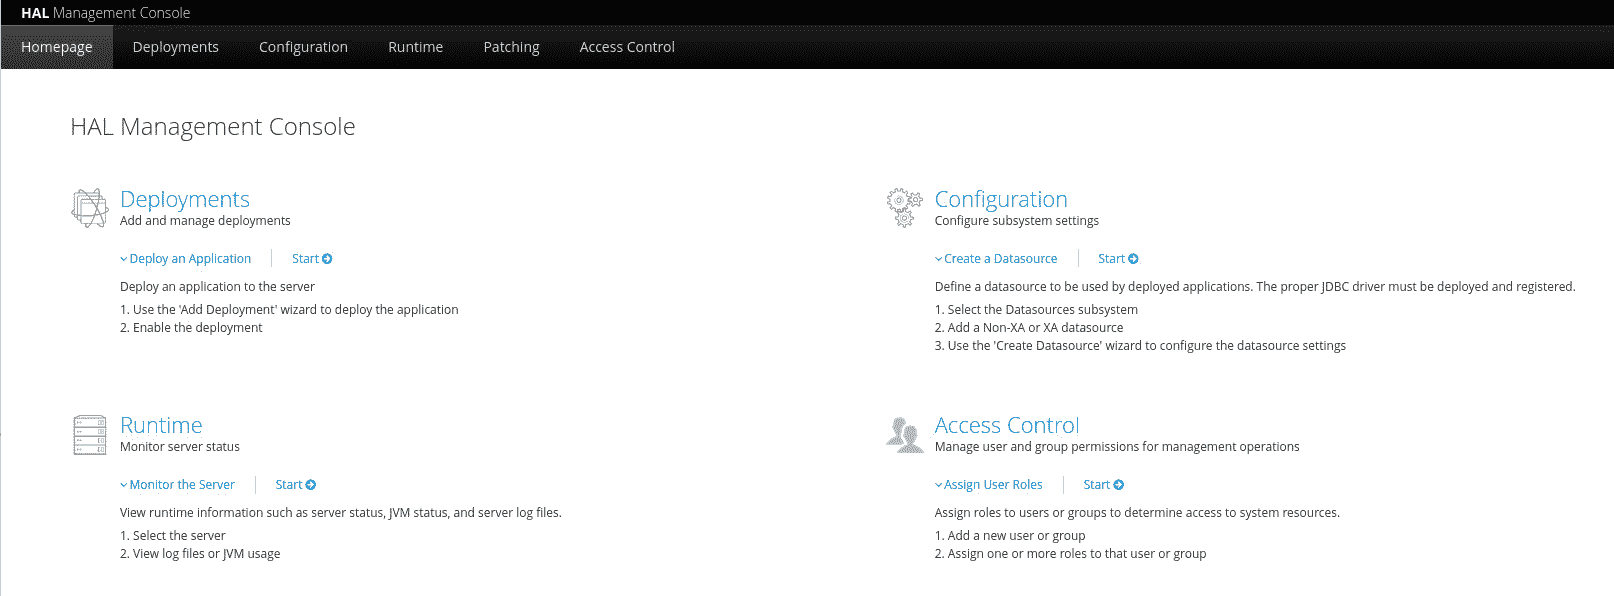 HAL Management Console
Homepage Deployments Configuration Runtime Patching Access Control
HAL Management Console
Deployments
Add and manage deployments
Deploy an Application Start
Deploy an application to the server
1. Use the 'Add Deployment' wizard to deploy the application
2. Enable the deployment
Configuration
Configure subsystem settings
Create a Datasource Start
Define a datasource to be used by deployed applications. The proper JDBC driver must be deployed and registered.
1. Select the Datasources subsystem
2. Add a Non-XA or XA datasource
3. Use the 'Create Datasource' wizard to configure the datasource settings
Runtime
Monitor server status
Monitor the Server Start
View runtime information such as server status, JVM status, and server log files.
1. Select the server
2. View log files or JVM usage
Access Control
Manage user and group permissions for management operations
Assign User Roles Start
Assign roles to users or groups to determine access to system resources.
1. Add a new user or group
2. Assign one or more roles to that user or group